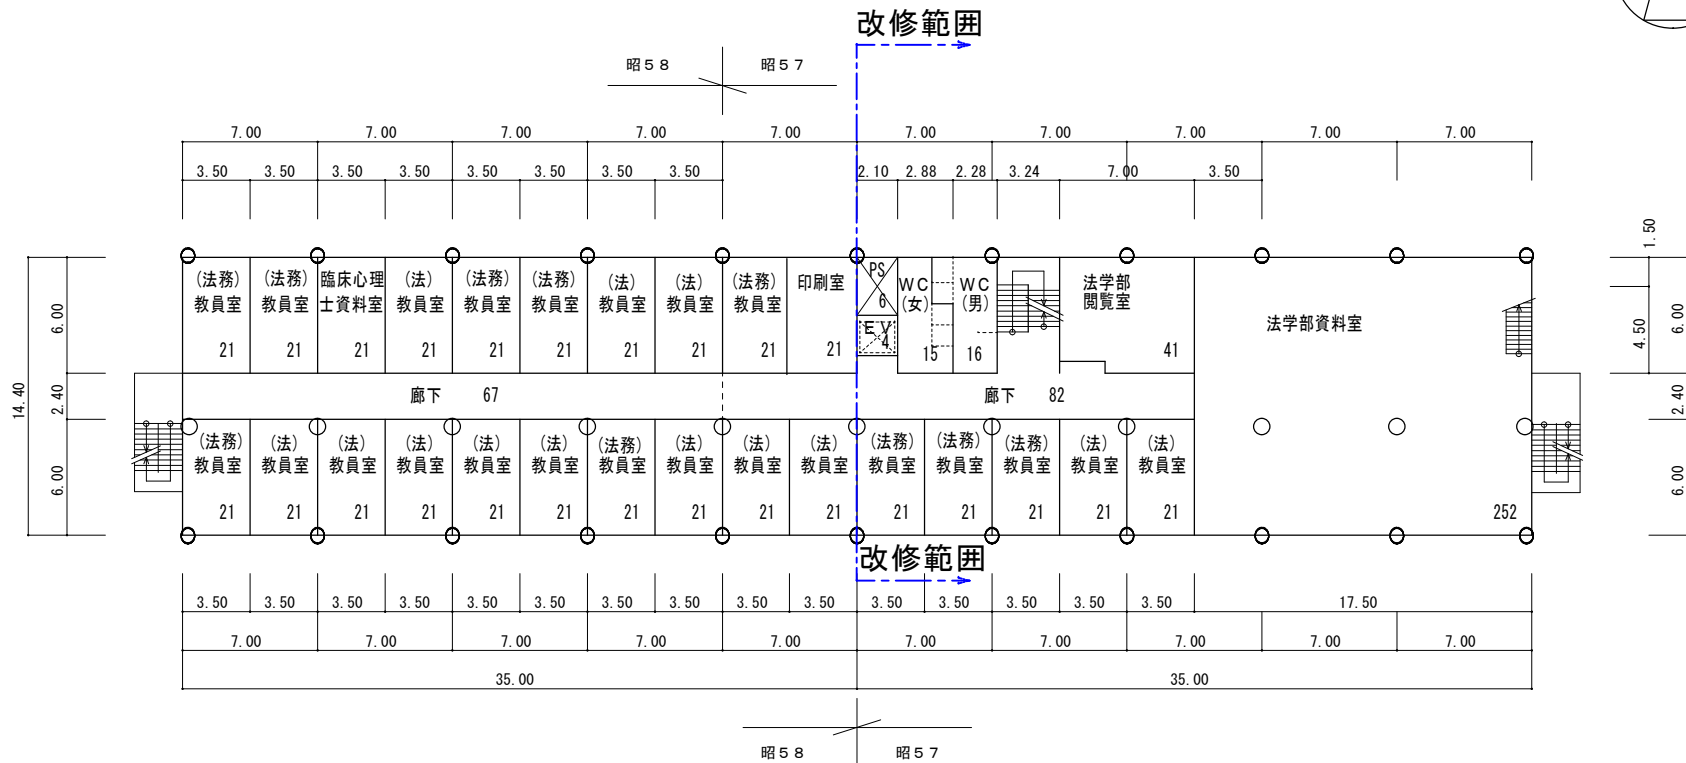 改修範囲
昭５８ 昭５７
7.00 7.00 7.00 7.00 7.00 7.00 7.00 7.00 7.00 7.00
3.50 3.50 3.50 3.50 3.50 3.50 3.50 3.50 2.10 2.88 2.28 3.24 7.00 3.50
1.50
(法務) (法務) 臨床心理 (法) (法務) (法務) (法) (法) (法務) 印刷室 PS ＷＣ ＷＣ 法学部
教員室 教員室 士資料室 教員室 教員室 教員室 教員室 教員室 教員室 6 (女) (男) 閲覧室
6.00 ＥＶ 法学部資料室 4.50 6.00
21 21 21 21 21 21 21 21 21 21 4 15 16 41
14.40 2.40 廊下 67 廊下 82 2.40
(法務) (法) (法) (法) (法) (法) (法務) (法) (法) (法) (法務) (法務) (法務) (法) (法)
教員室 教員室 教員室 教員室 教員室 教員室 教員室 教員室 教員室 教員室 教員室 教員室 教員室 教員室 教員室
6.00 6.00
21 21 21 21 21 21 21 21 21 21 21 21 21 21 21 252
改修範囲
3.50 3.50 3.50 3.50 3.50 3.50 3.50 3.50 3.50 3.50 3.50 3.50 3.50 3.50 3.50 17.50
7.00 7.00 7.00 7.00 7.00 7.00 7.00 7.00 7.00 7.00
35.00 35.00
昭５８ 昭５７